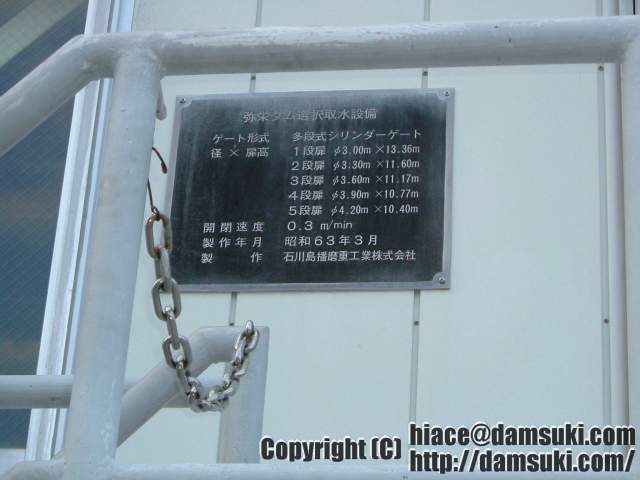 弥栄ダム選択取水設備
ゲート形式 多段式シリンダーゲート
径 × 扉高 1段扉 φ3.00m ×13.36m
2段扉 φ3.30m ×11.60m
3段扉 φ3.60m ×11.17m
4段扉 φ3.90m ×10.77m
5段扉 φ4.20m ×10.40m
開閉速度 0.3 m/min
製作年月 昭和63年3月
製作 石川島播磨重工業株式会社
Copyright (C) hiace@damsuki.com
http://damsuki.com/